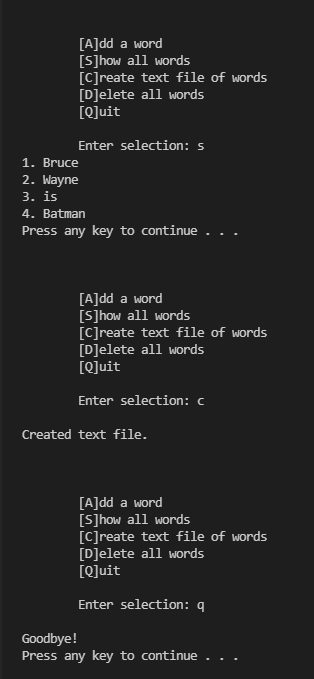 [A]dd a word
[S]how all words
[C]reate text file of words
[D]elete all words
[Q]uit
Enter selection: s
1. Bruce
2. Wayne
3. is
4. Batman
Press any key to continue . . .
[A]dd a word
[S]how all words
[C]reate text file of words
[D]elete all words
[Q]uit
Enter selection: c
Created text file.
[A]dd a word
[S]how all words
[C]reate text file of words
[D]elete all words
[Q]uit
Enter selection: q
Goodbye!
Press any key to continue . . .